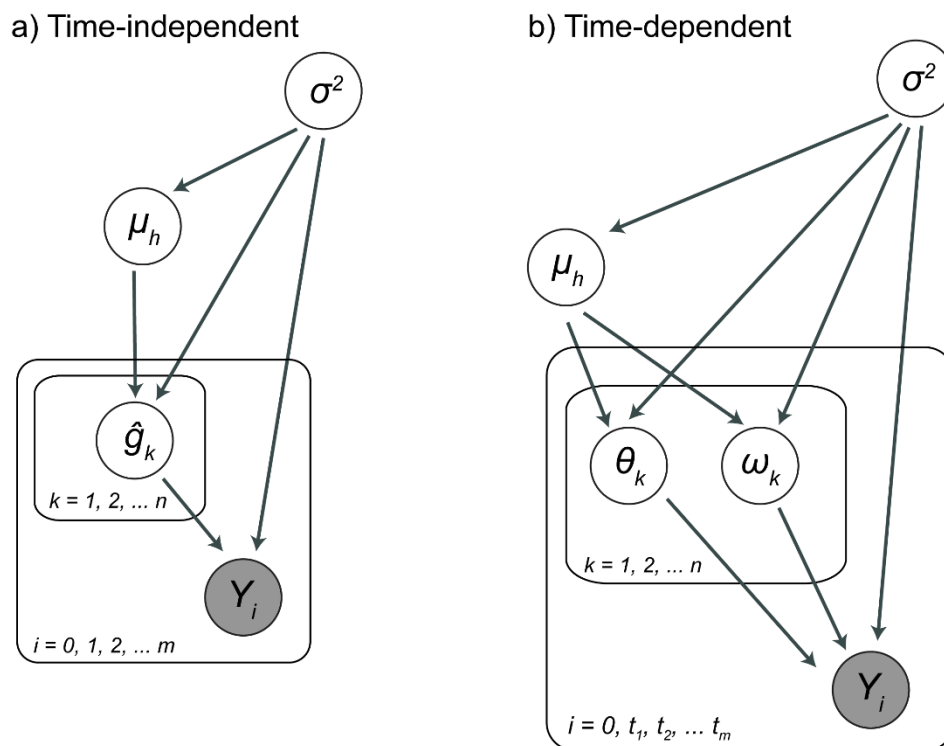 a) Time-independent
σ²
μₕ
ĝₖ
k = 1, 2, ... n
Yᵢ
i = 0, 1, 2, ... m
b) Time-dependent
σ²
μₕ
θₖ
ωₖ
k = 1, 2, ... n
Yᵢ
i = 0, t₁, t₂, ... tₘ